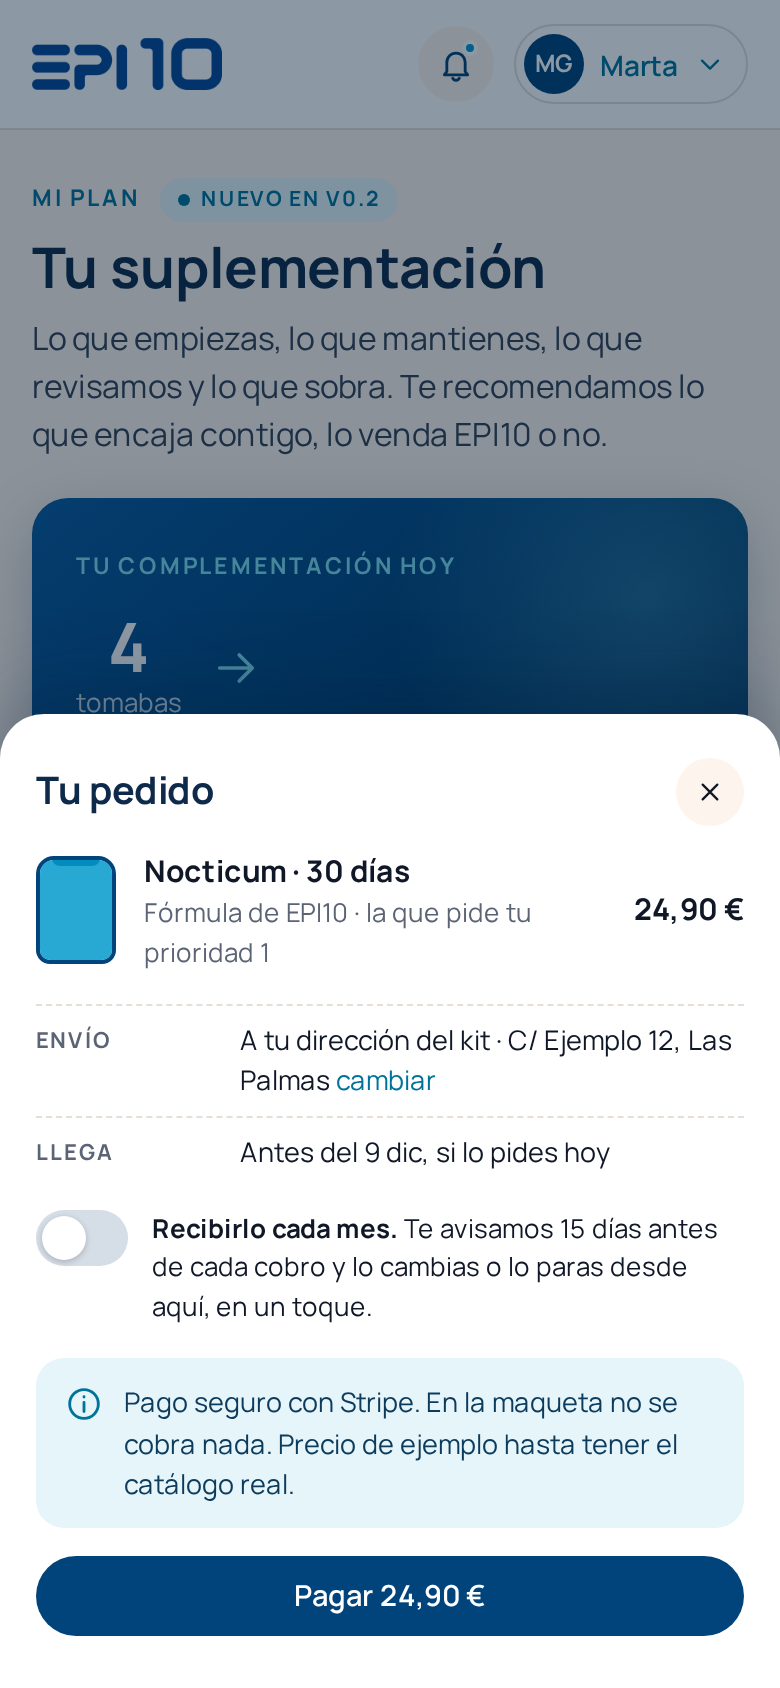 EPI10
MG Marta
MI PLAN
NUEVO EN V0.2
Tu suplementación
Lo que empiezas, lo que mantienes, lo que
revisamos y lo que sobra. Te recomendamos lo
que encaja contigo, lo venda EPI10 o no.
TU COMPLEMENTACIÓN HOY
4
tomabas
Tu pedido
Nocticum · 30 días
Fórmula de EPI10 · la que pide tu
prioridad 1
24,90 €
ENVÍO
A tu dirección del kit · C/ Ejemplo 12, Las
Palmas cambiar
LLEGA
Antes del 9 dic, si lo pides hoy
Recibirlo cada mes. Te avisamos 15 días antes
de cada cobro y lo cambias o lo paras desde
aquí, en un toque.
Pago seguro con Stripe. En la maqueta no se
cobra nada. Precio de ejemplo hasta tener el
catálogo real.
Pagar 24,90 €